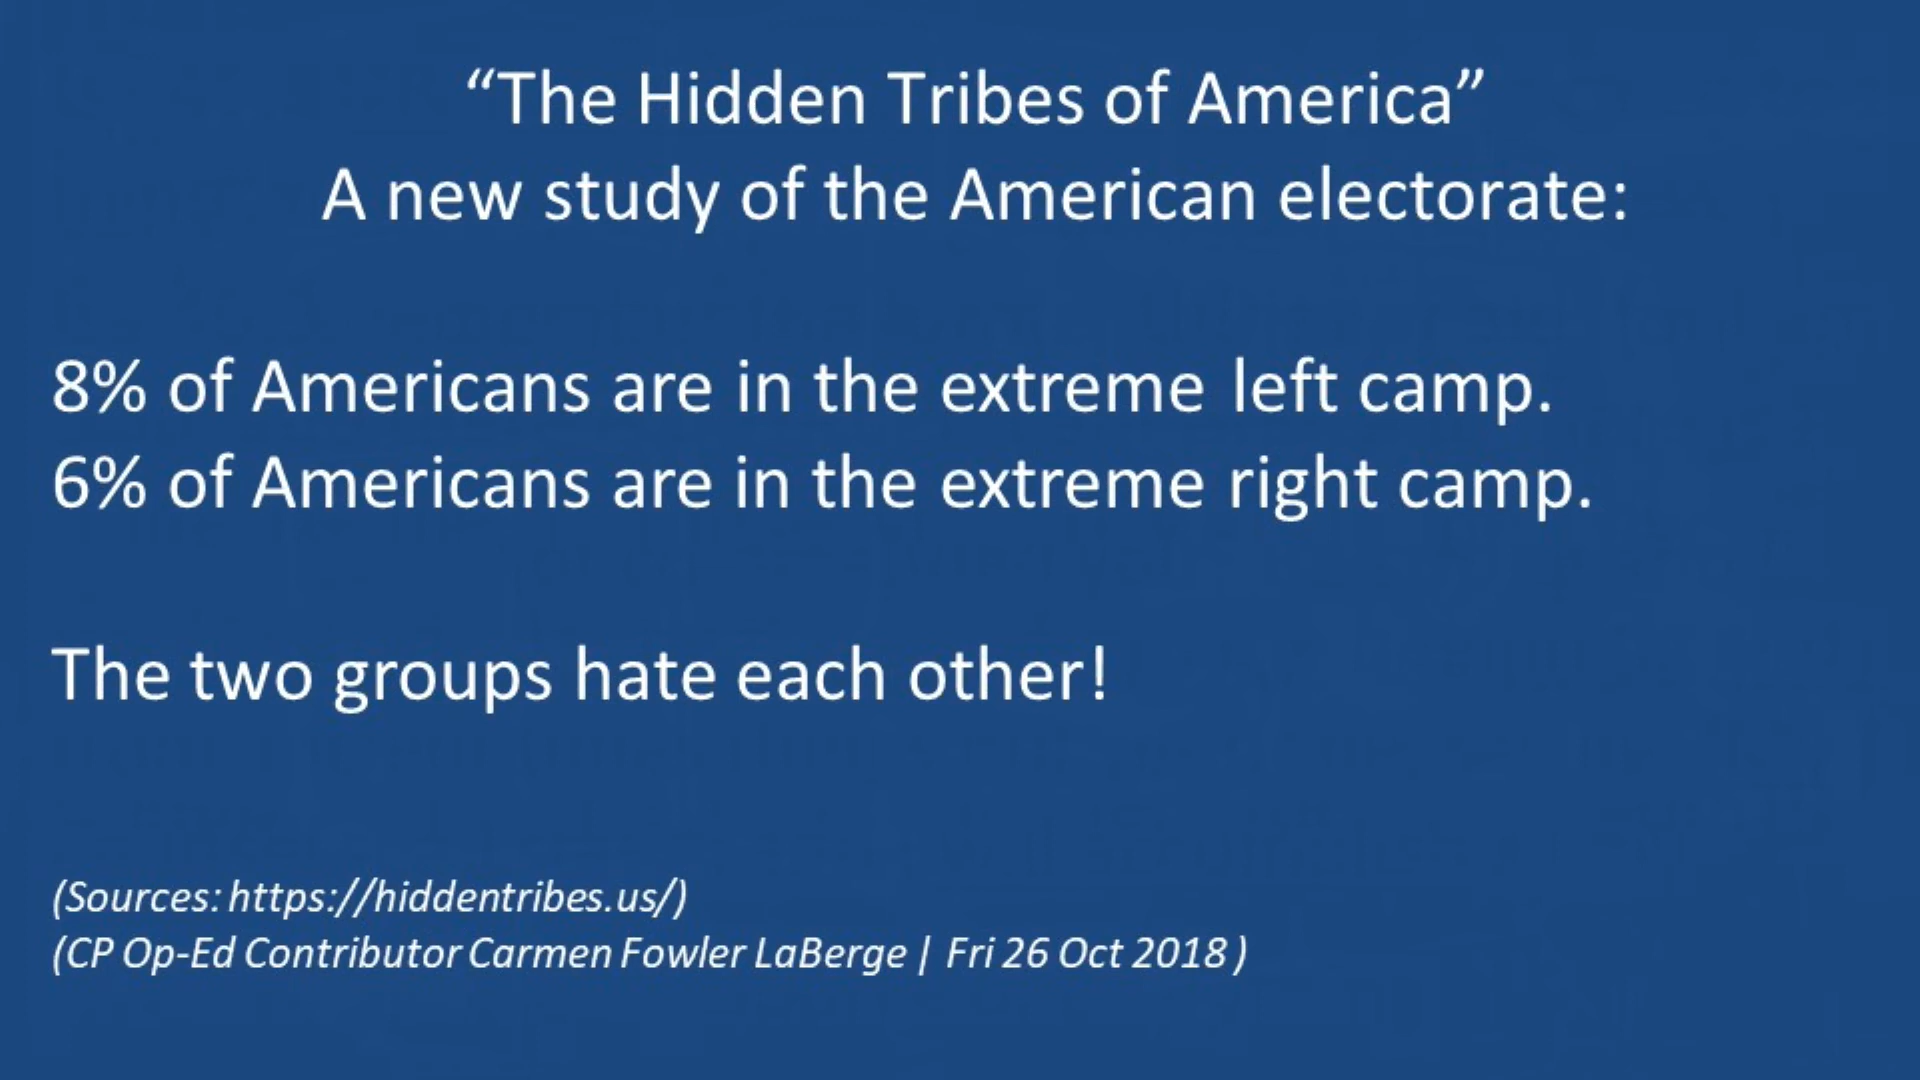 “The Hidden Tribes of America”
A new study of the American electorate:
8% of Americans are in the extreme left camp.
6% of Americans are in the extreme right camp.
The two groups hate each other!
(Sources: https://hiddentribes.us/)
(CP Op-Ed Contributor Carmen Fowler LaBerge | Fri 26 Oct 2018 )